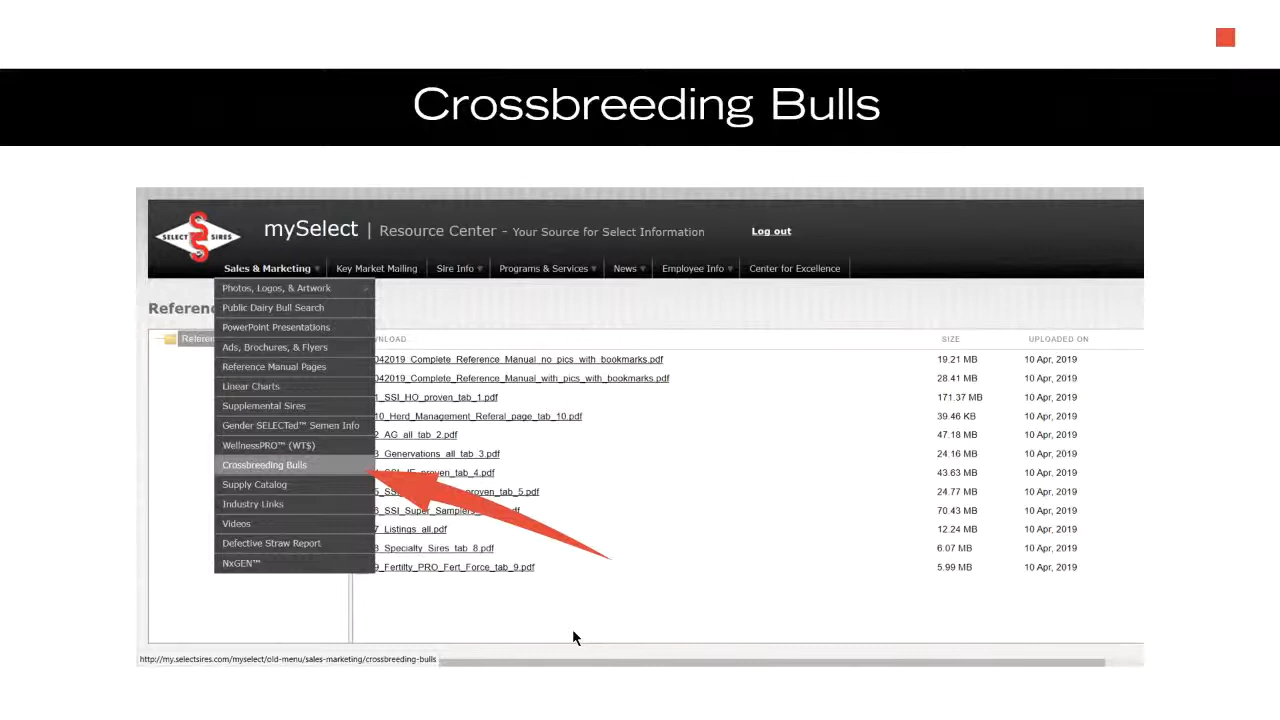 Crossbreeding Bulls
SELECT SIRES
mySelect | Resource Center - Your Source for Select Information
Log out
Sales & Marketing
Key Market Mailing
Sire Info
Programs & Services
News
Employee Info
Center for Excellence
Photos, Logos, & Artwork
Public Dairy Bull Search
PowerPoint Presentations
Ads, Brochures, & Flyers
Reference Manual Pages
Linear Charts
Supplemental Sires
Gender SELECTed™ Semen Info
WellnessPRO™ (WT$)
Crossbreeding Bulls
Supply Catalog
Industry Links
Videos
Defective Straw Report
NxGEN™
SIZE UPLOADED ON
042019_Complete_Reference_Manual_no_pics_with_bookmarks.pdf 19.21 MB 10 Apr, 2019
042019_Complete_Reference_Manual_with_pics_with_bookmarks.pdf 28.41 MB 10 Apr, 2019
1_SSI_HO_proven_tab_1.pdf 171.37 MB 10 Apr, 2019
10_Herd_Management_Referal_page_tab_10.pdf 39.46 KB 10 Apr, 2019
2_AG_all_tab_2.pdf 47.18 MB 10 Apr, 2019
3_Genervations_all_tab_3.pdf 24.16 MB 10 Apr, 2019
tab_4.pdf 43.63 MB 10 Apr, 2019
proven_tab_5.pdf 24.77 MB 10 Apr, 2019
6_SSI_Super_Samplers 70.43 MB 10 Apr, 2019
7_Listings_all.pdf 12.24 MB 10 Apr, 2019
8_Specialty_Sires_tab_8.pdf 6.07 MB 10 Apr, 2019
9_Fertilty_PRO_Fert_Force_tab_9.pdf 5.99 MB 10 Apr, 2019
http://my.selectsires.com/myselect/old-menu/sales-marketing/crossbreeding-bulls